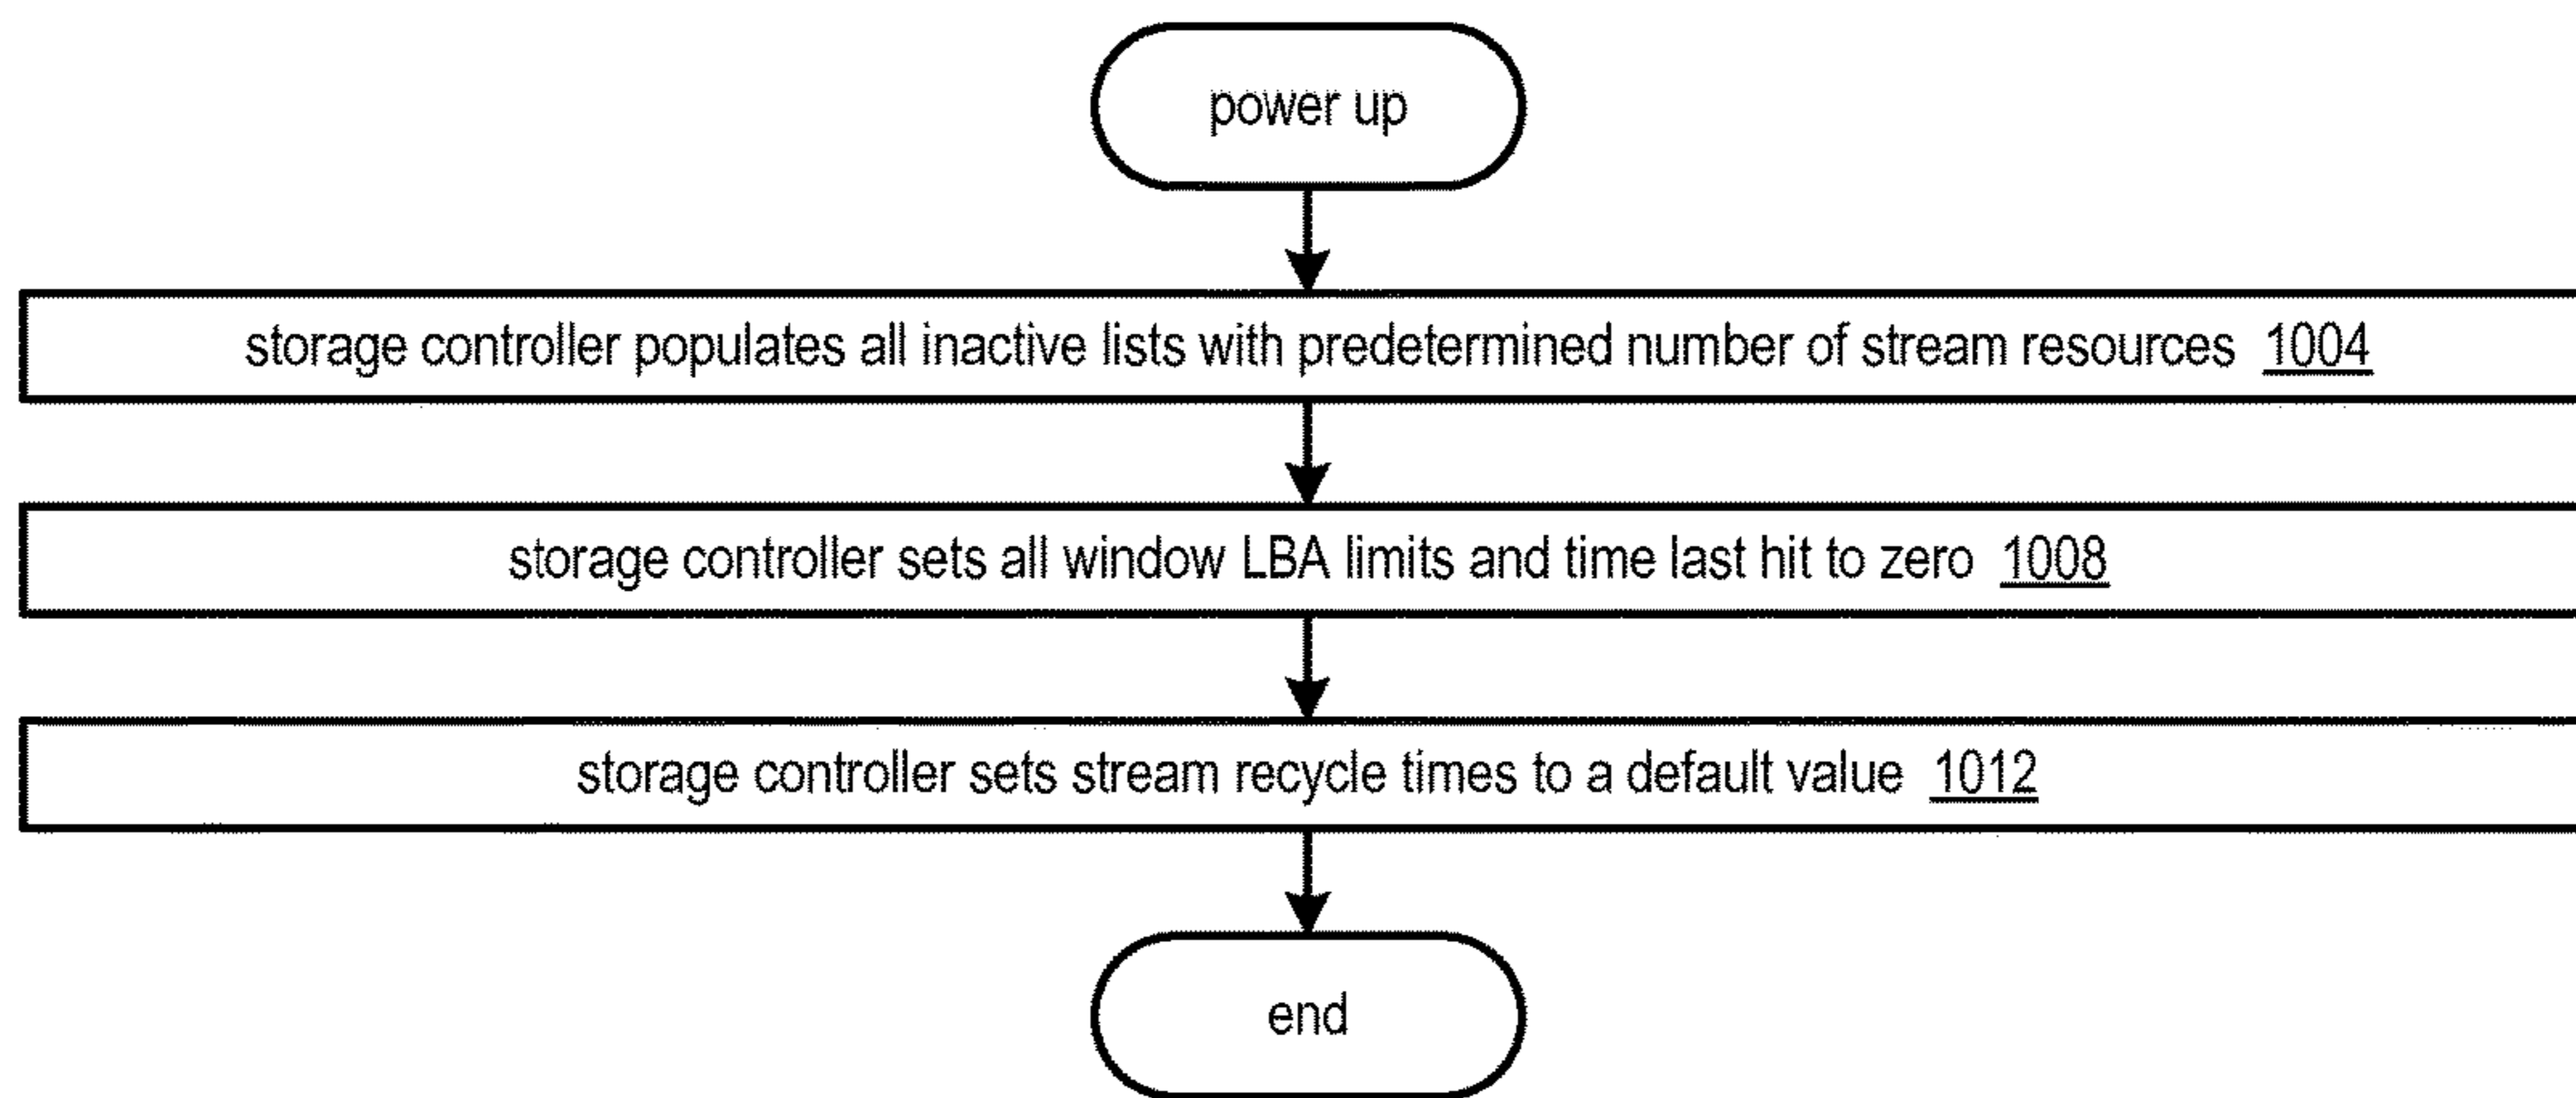 power up
storage controller populates all inactive lists with predetermined number of stream resources 1004
storage controller sets all window LBA limits and time last hit to zero 1008
storage controller sets stream recycle times to a default value 1012
end